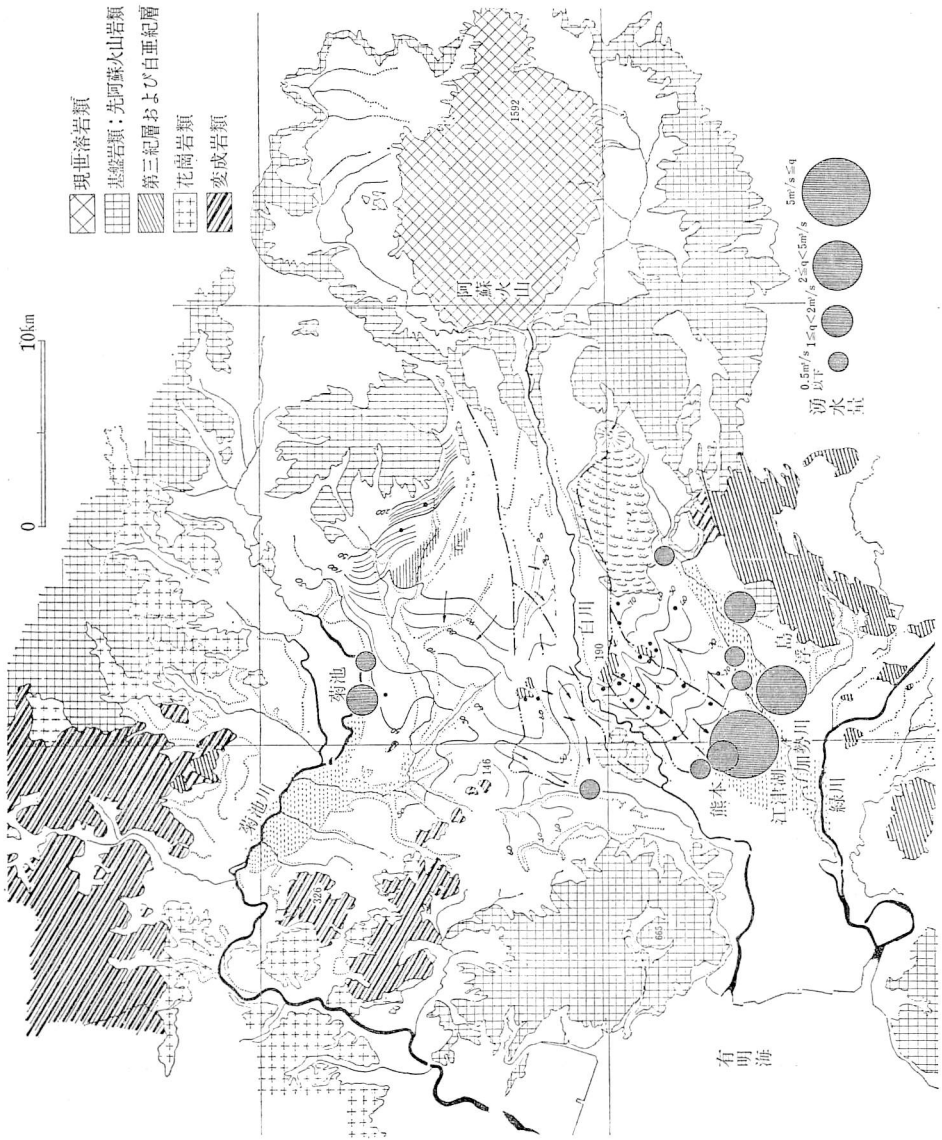 現世溶岩類
基盤岩類：先阿蘇火山岩類
第三紀層および白亜紀層
花崗岩類
変成岩類
0
10km
阿蘇火山
1592
菊池
菊池川
白川
190
146
326
665
熊本
江津湖
加勢川
緑川
有明海
湧水量
0.5m³/s以下
1≦q<2m³/s
2≦q<5m³/s
5m³/s≦q